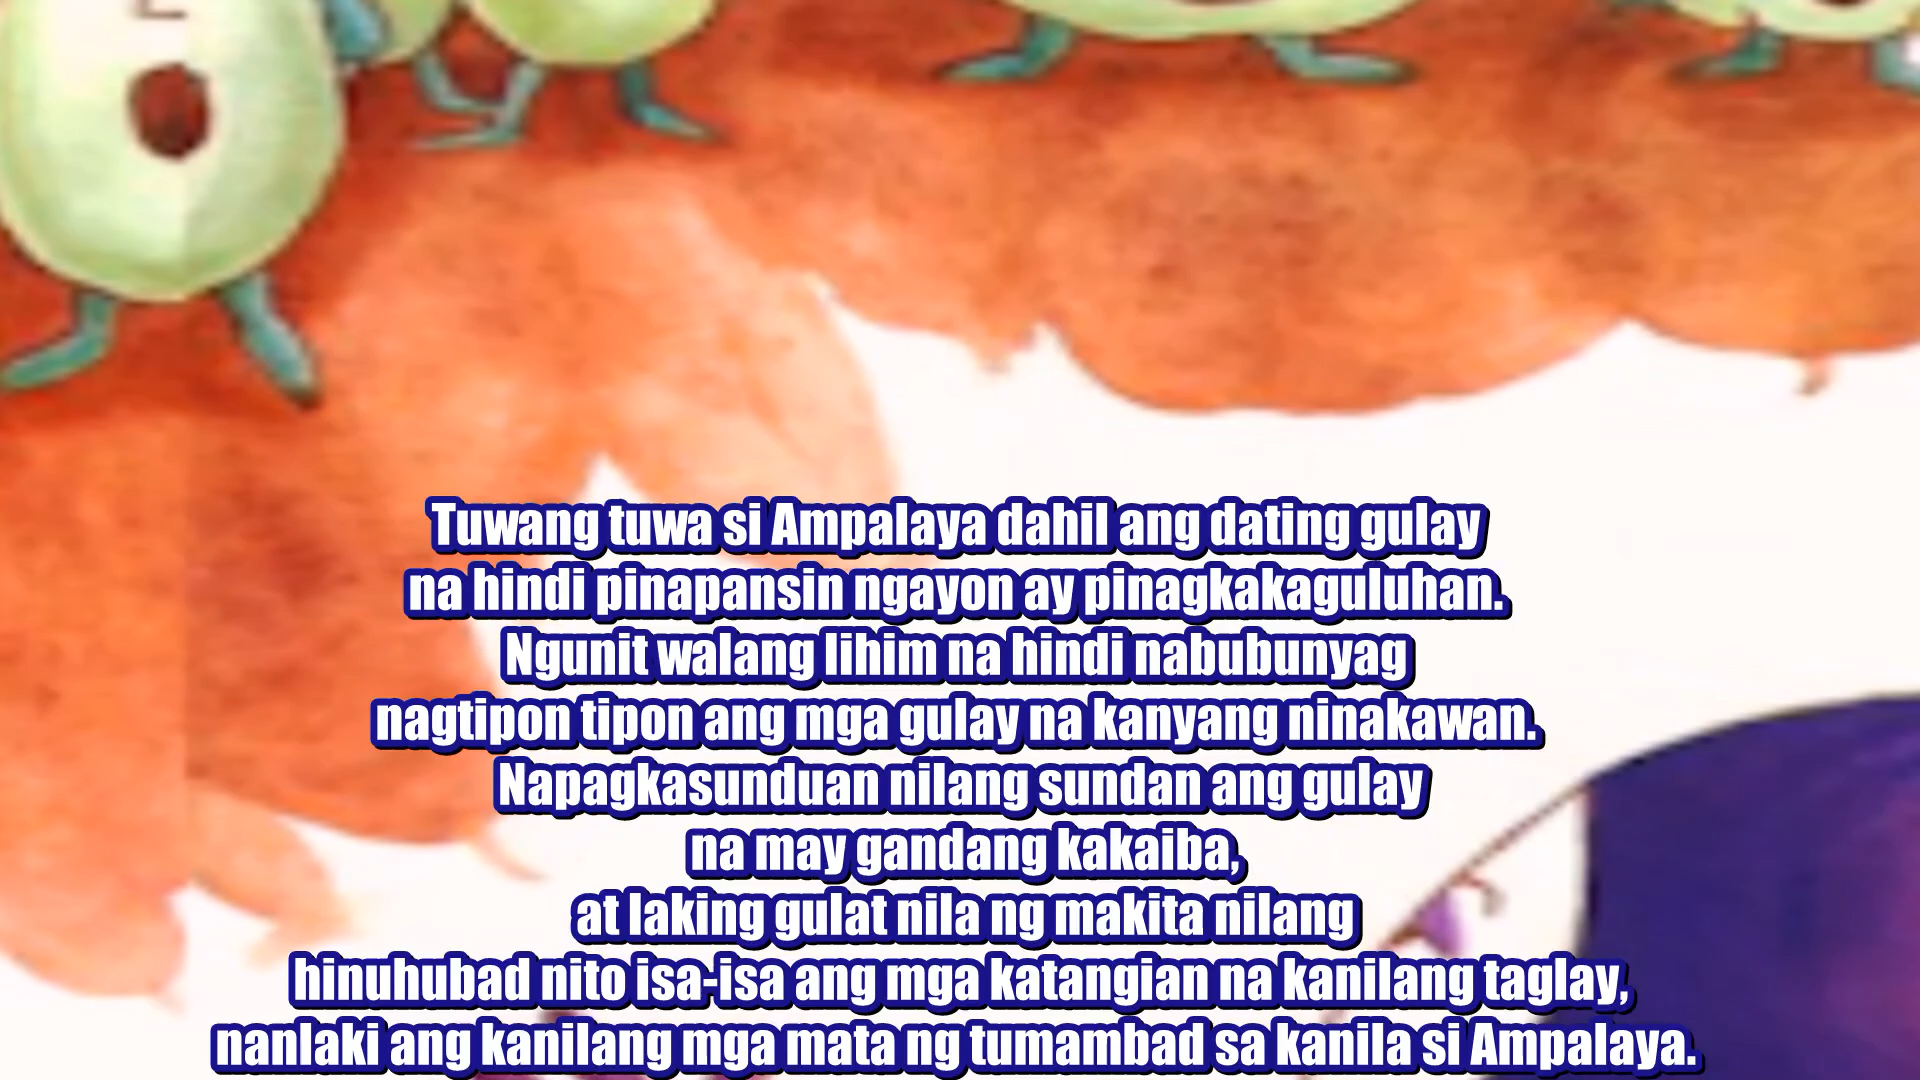 Tuwang tuwa si Ampalaya dahil ang dating gulay
na hindi pinapansin ngayon ay pinagkakaguluhan.
Ngunit walang lihim na hindi nabubunyag
nagtipon tipon ang mga gulay na kanyang ninakawan.
Napagkasunduan nilang sundan ang gulay
na may gandang kakaiba,
at laking gulat nila ng makita nilang
hinuhubad nito isa-isa ang mga katangian na kanilang taglay,
nanlaki ang kanilang mga mata ng tumambad sa kanila si Ampalaya.